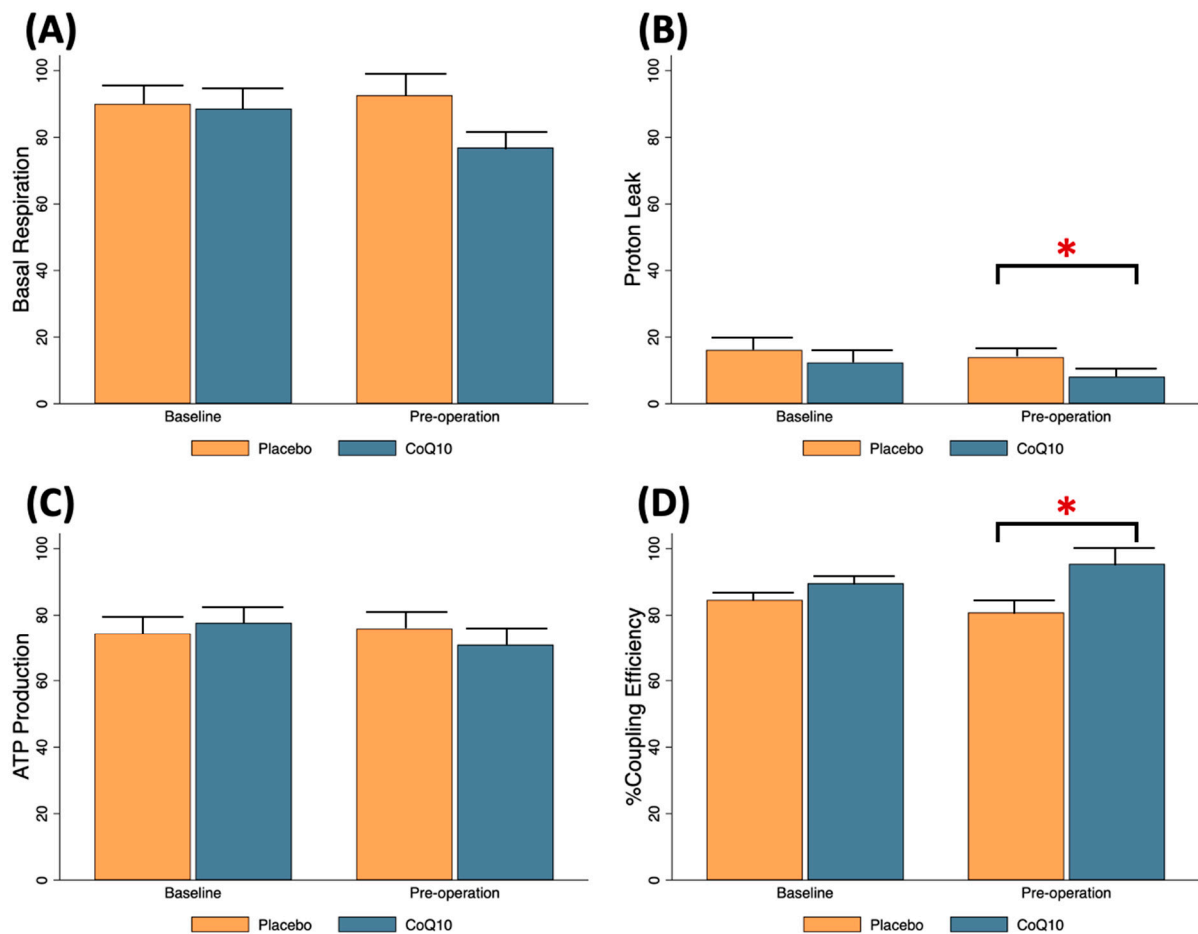 (A)
Basal Respiration
100
80
60
40
20
0
Baseline
Pre-operation
Placebo
CoQ10
(B)
Proton Leak
100
80
60
40
20
0
*
Baseline
Pre-operation
Placebo
CoQ10
(C)
ATP Production
100
80
60
40
20
0
Baseline
Pre-operation
Placebo
CoQ10
(D)
%Coupling Efficiency
100
80
60
40
20
0
*
Baseline
Pre-operation
Placebo
CoQ10